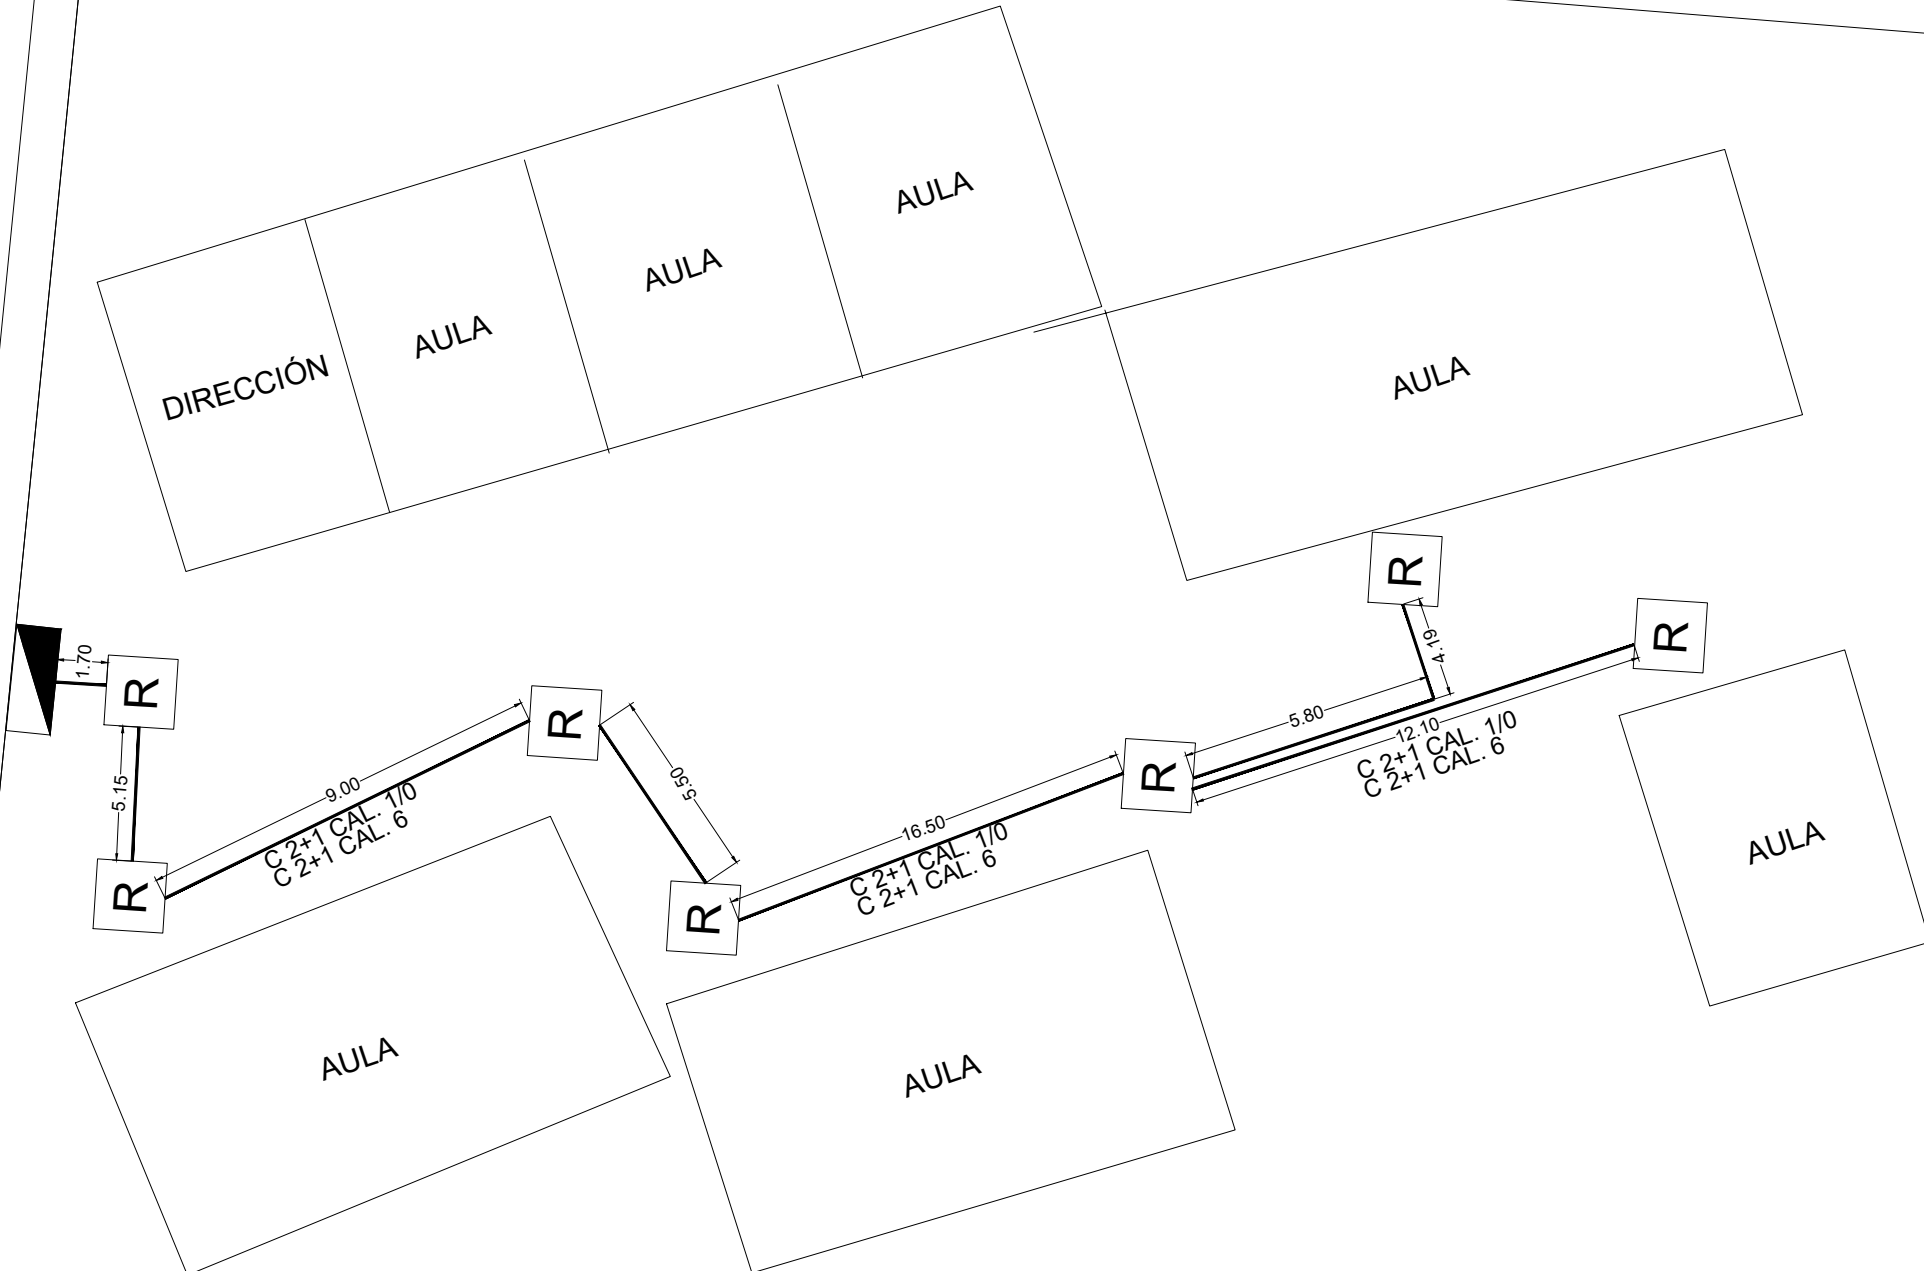 AULA
AULA
AULA
DIRECCIÓN
AULA
R
4.19
R
1.70
R
R
5.80
12.10
C 2+1 CAL. 1/0
C 2+1 CAL. 6
5.50
R
5.15
9.00
C 2+1 CAL. 1/0
C 2+1 CAL. 6
16.50
C 2+1 CAL. 1/0
C 2+1 CAL. 6
R
R
AULA
AULA
AULA